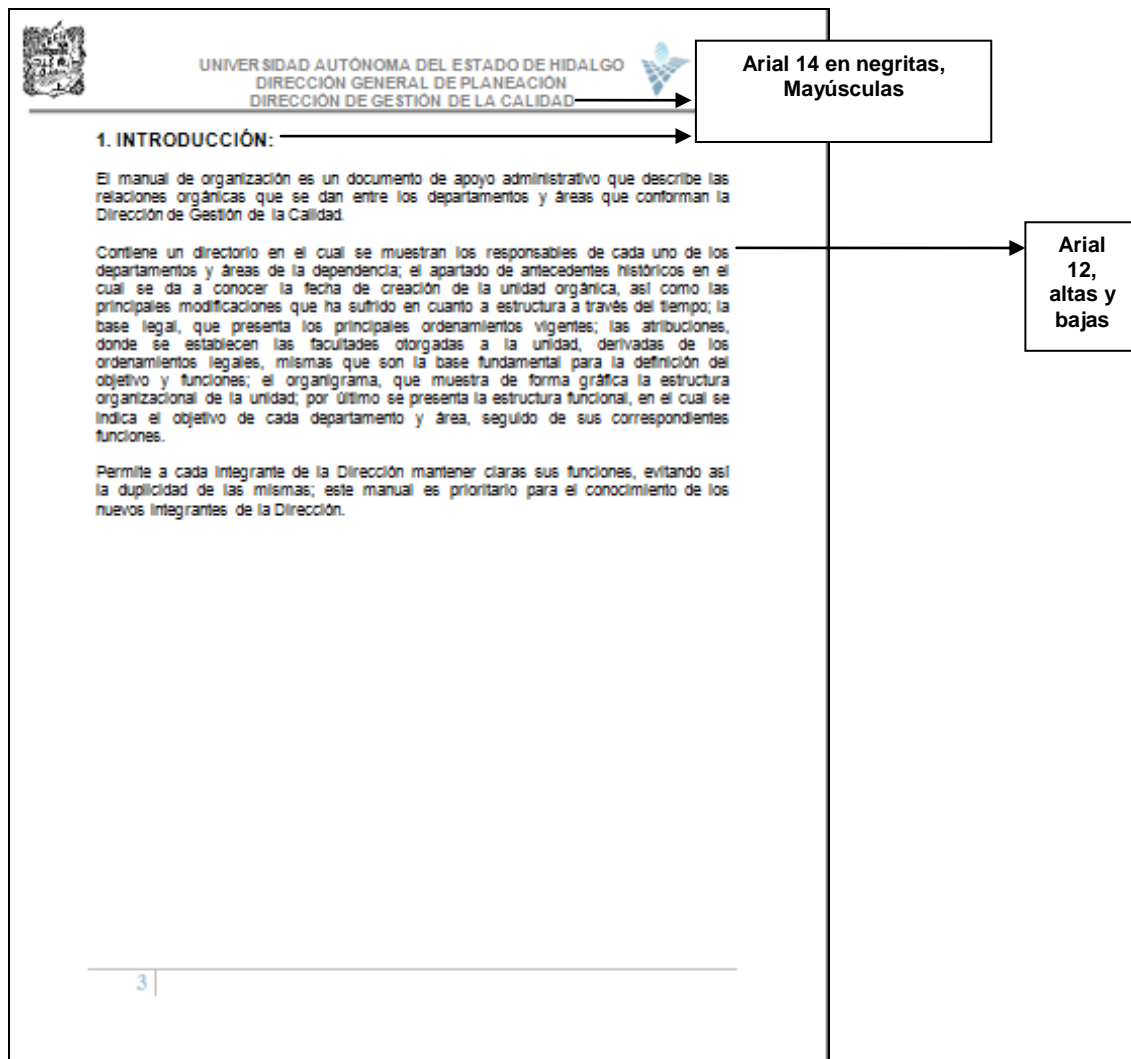 UNIVERSIDAD AUTÓNOMA DEL ESTADO DE HIDALGO
DIRECCIÓN GENERAL DE PLANEACIÓN
DIRECCIÓN DE GESTIÓN DE LA CALIDAD
Arial 14 en negritas,
Mayúsculas
1. INTRODUCCIÓN:
El manual de organización es un documento de apoyo administrativo que describe las
relaciones orgánicas que se dan entre los departamentos y áreas que conforman la
Dirección de Gestión de la Calidad.
Contiene un directorio en el cual se muestran los responsables de cada uno de los
departamentos y áreas de la dependencia; el apartado de antecedentes históricos en el
cual se da a conocer la fecha de creación de la unidad orgánica, así como las
principales modificaciones que ha sufrido en cuanto a estructura a través del tiempo; la
base legal, que presenta los principales ordenamientos vigentes; las atribuciones,
donde se establecen las facultades otorgadas a la unidad, derivadas de los
ordenamientos legales, mismas que son la base fundamental para la definición del
objetivo y funciones; el organigrama, que muestra de forma gráfica la estructura
organizacional de la unidad; por último se presenta la estructura funcional, en el cual se
indica el objetivo de cada departamento y área, seguido de sus correspondientes
funciones.
Arial
12,
altas y
bajas
Permite a cada integrante de la Dirección mantener claras sus funciones, evitando así
la duplicidad de las mismas; este manual es prioritario para el conocimiento de los
nuevos integrantes de la Dirección.
3